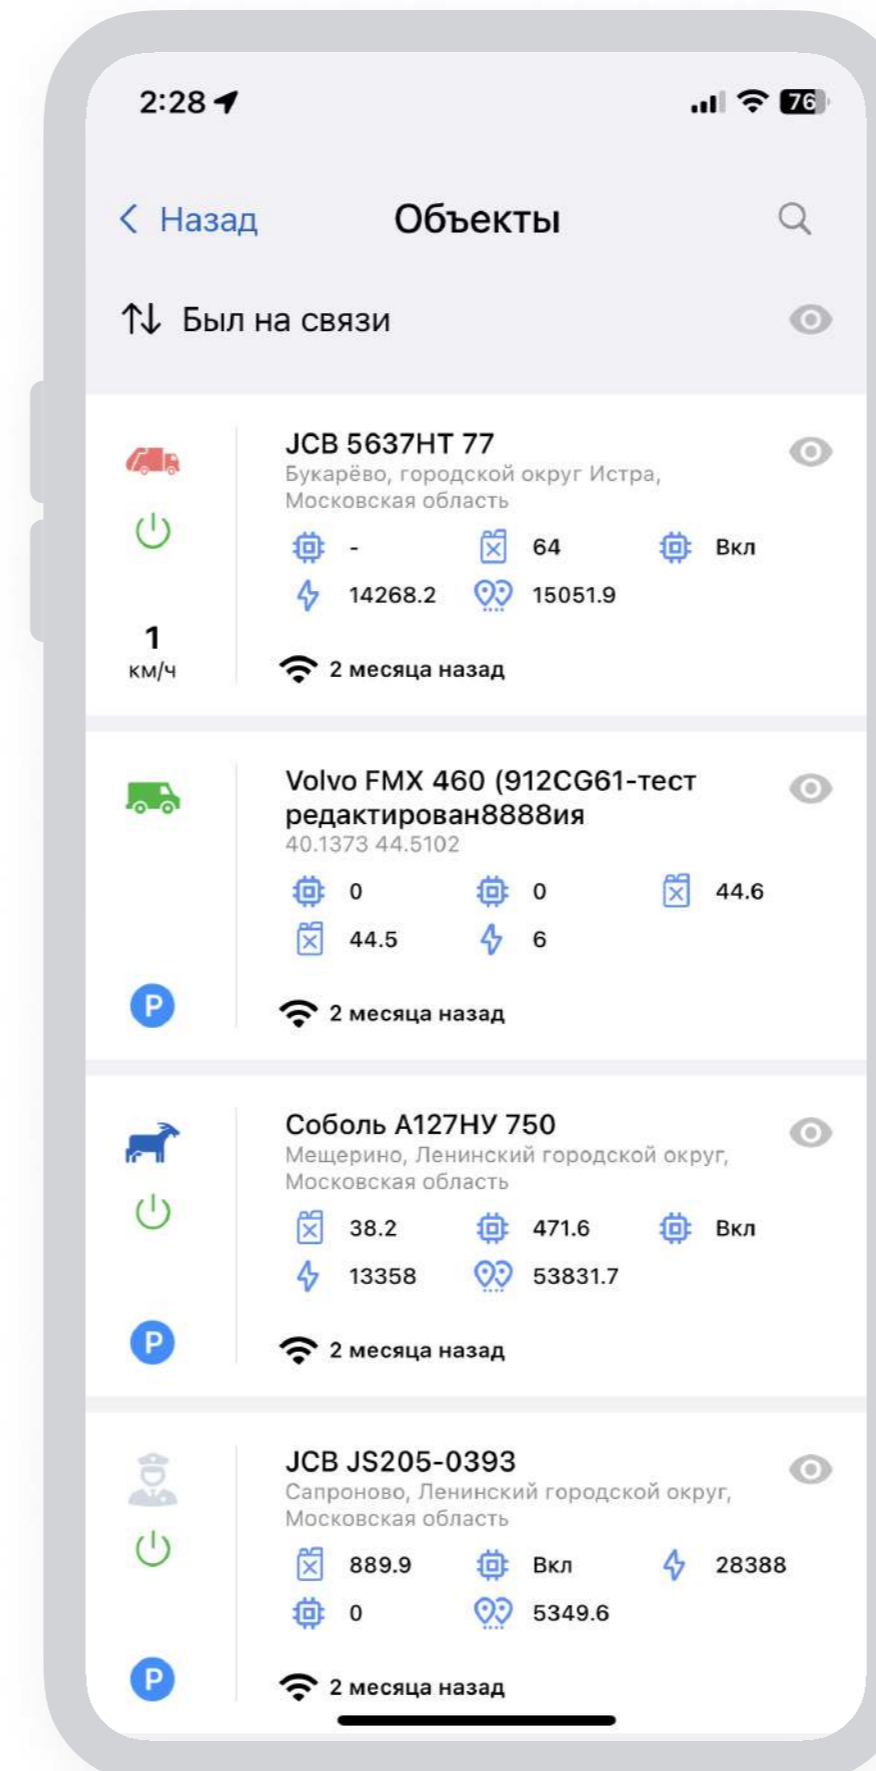 2:28
76
Назад
Объекты
Был на связи
JCB 5637HT 77
Букарёво, городской округ Истра,
Московская область
- 64 Вкл
14268.2 15051.9
1
км/ч
2 месяца назад
Volvo FMX 460 (912CG61-тест
редактирован8888ия
40.1373 44.5102
0 0 44.6
44.5 6
P
2 месяца назад
Соболь А127НУ 750
Мещерино, Ленинский городской округ,
Московская область
38.2 471.6 Вкл
13358 53831.7
P
2 месяца назад
JCB JS205-0393
Сапроново, Ленинский городской округ,
Московская область
889.9 Вкл 28388
0 5349.6
P
2 месяца назад